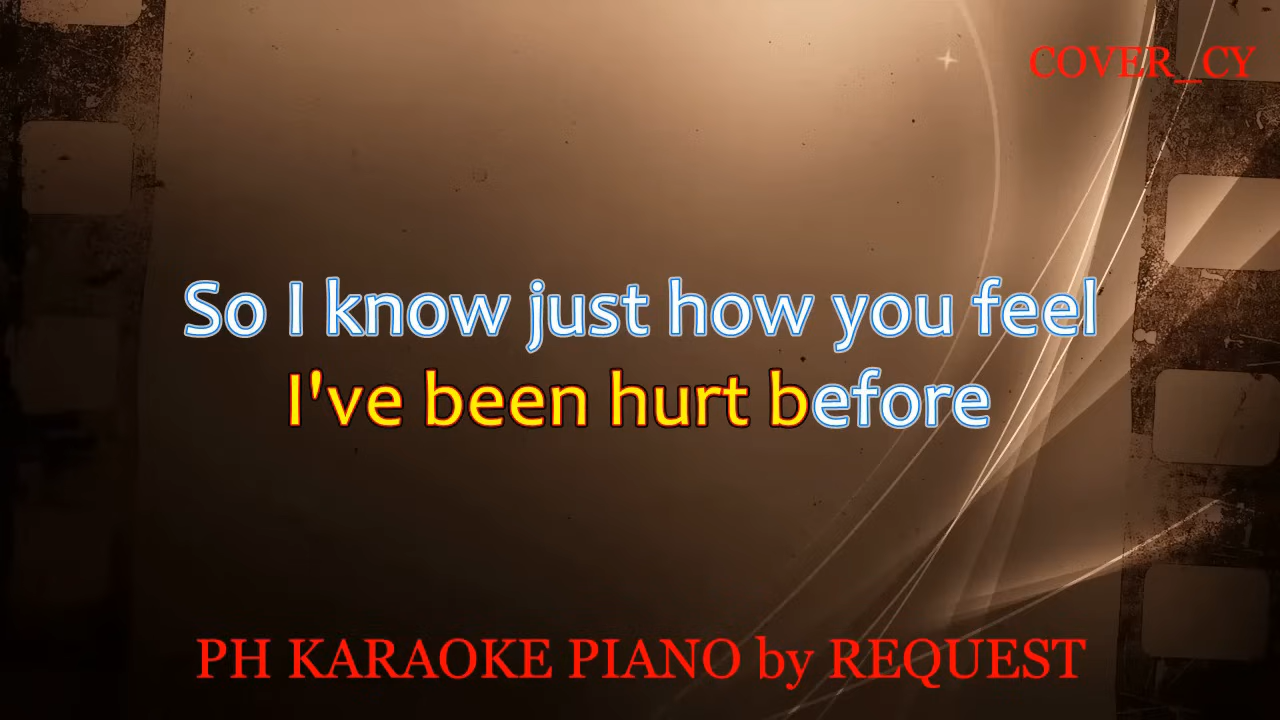 COVER_CY
So I know just how you feel
I've been hurt before
PH KARAOKE PIANO by REQUEST